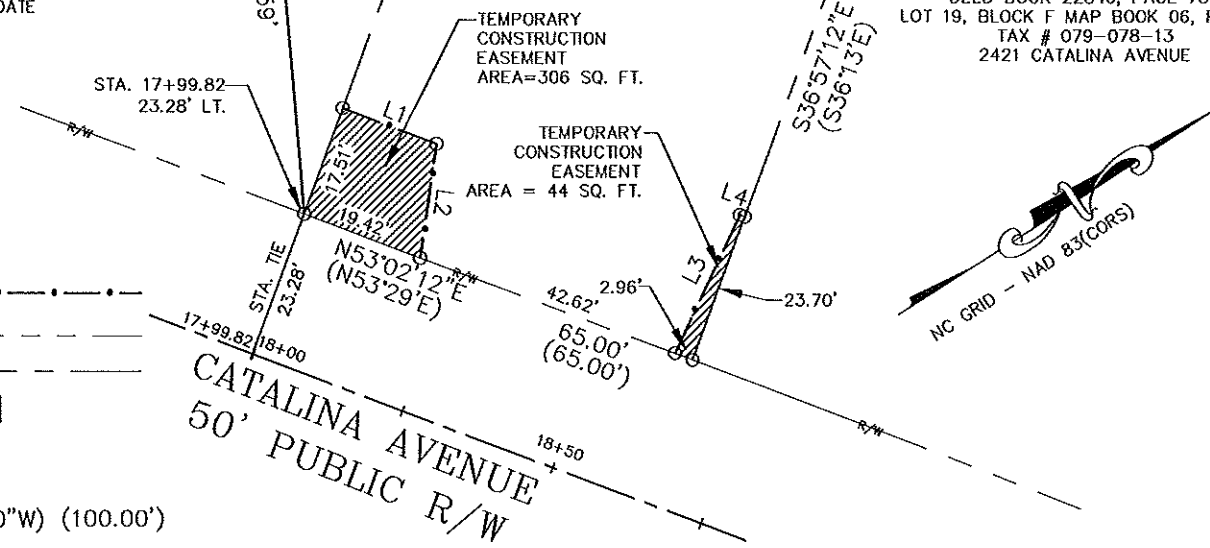 DATE
TEMPORARY
CONSTRUCTION
EASEMENT
AREA=306 SQ. FT.
LOT 19, BLOCK F MAP BOOK 06,
TAX # 079-078-13
2421 CATALINA AVENUE
S36°57'12"E
(S36°13'E)
STA. 17+99.82
23.28' LT.
R/W
L1
17.51'
L2
19.42'
N53°02'12"E
(N53°29'E)
R/W
TEMPORARY
CONSTRUCTION
EASEMENT
AREA = 44 SQ. FT.
L4
L3
2.96'
23.70'
42.62'
65.00'
(65.00')
R/W
NC GRID - NAD 83(CORS)
STA. TIE
23.28'
17+99.82
18+00
18+50
CATALINA AVENUE
50' PUBLIC R/W
0"W) (100.00')